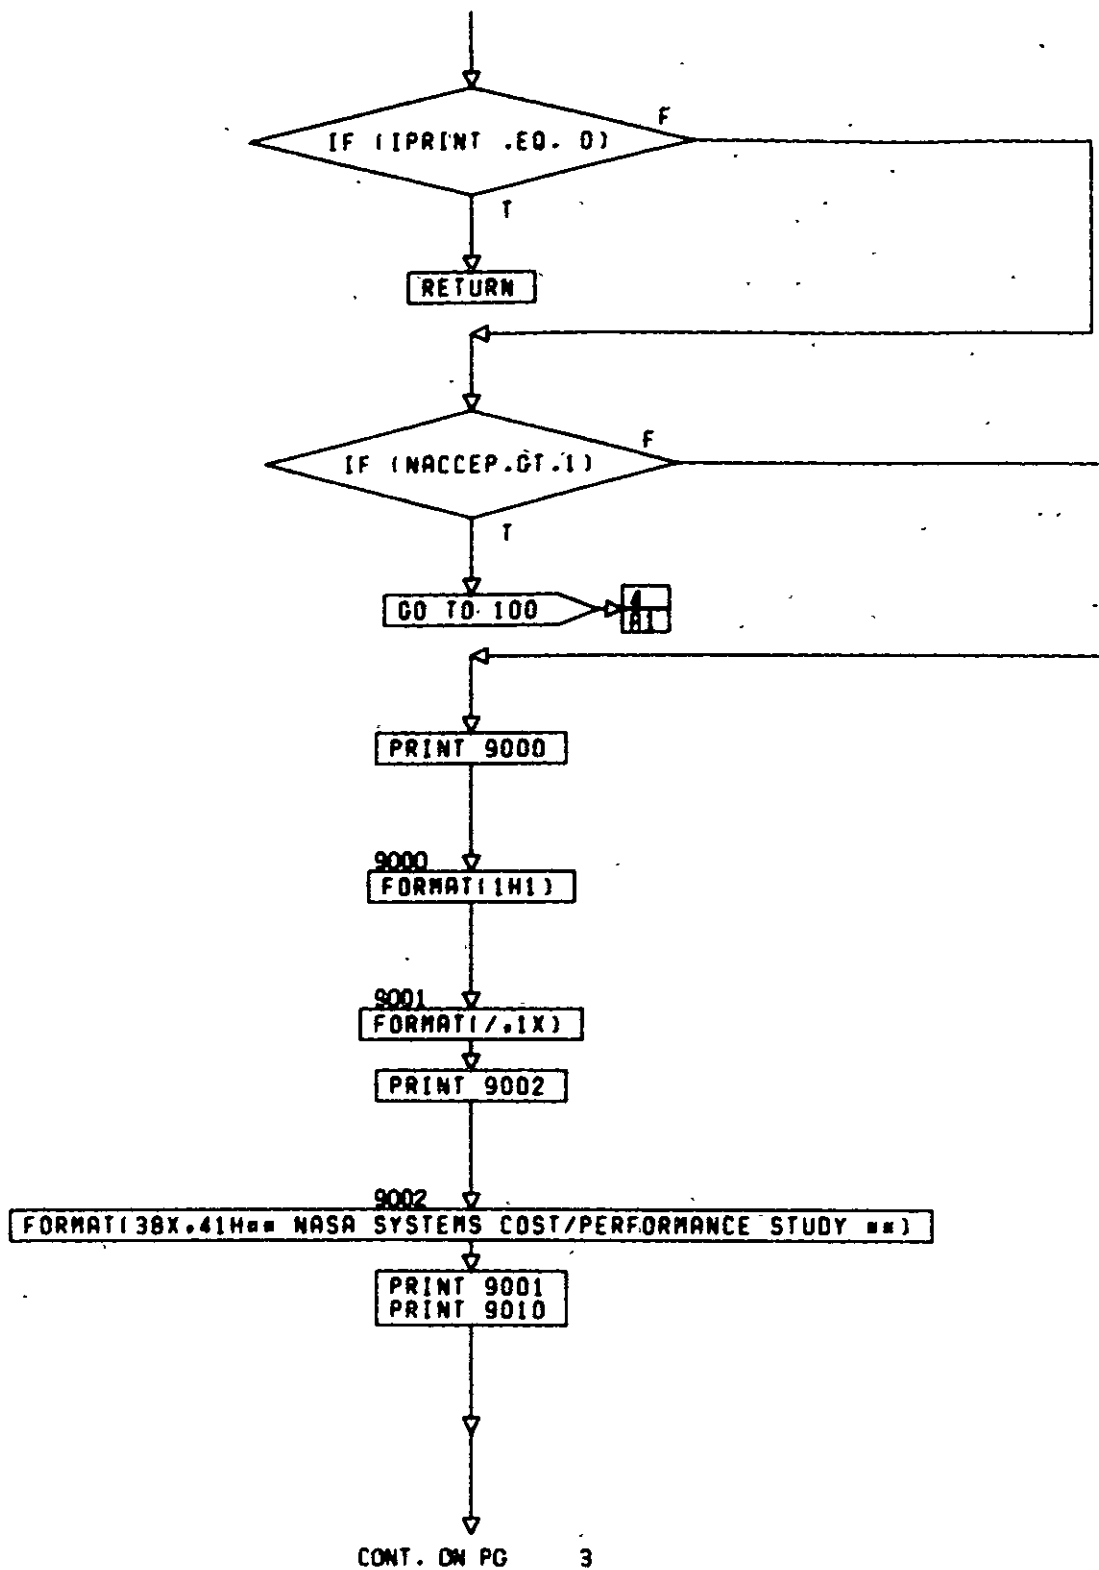 F
IF (IPRINT .EQ. 0)
T
RETURN
F
IF (NACCEP.GT.1)
T
GO TO 100
4
A1
PRINT 9000
9000
FORMAT(1H1)
9001
FORMAT(/,1X)
PRINT 9002
9002
FORMAT(38X,41H** NASA SYSTEMS COST/PERFORMANCE STUDY **)
PRINT 9001
PRINT 9010
CONT. ON PG 3